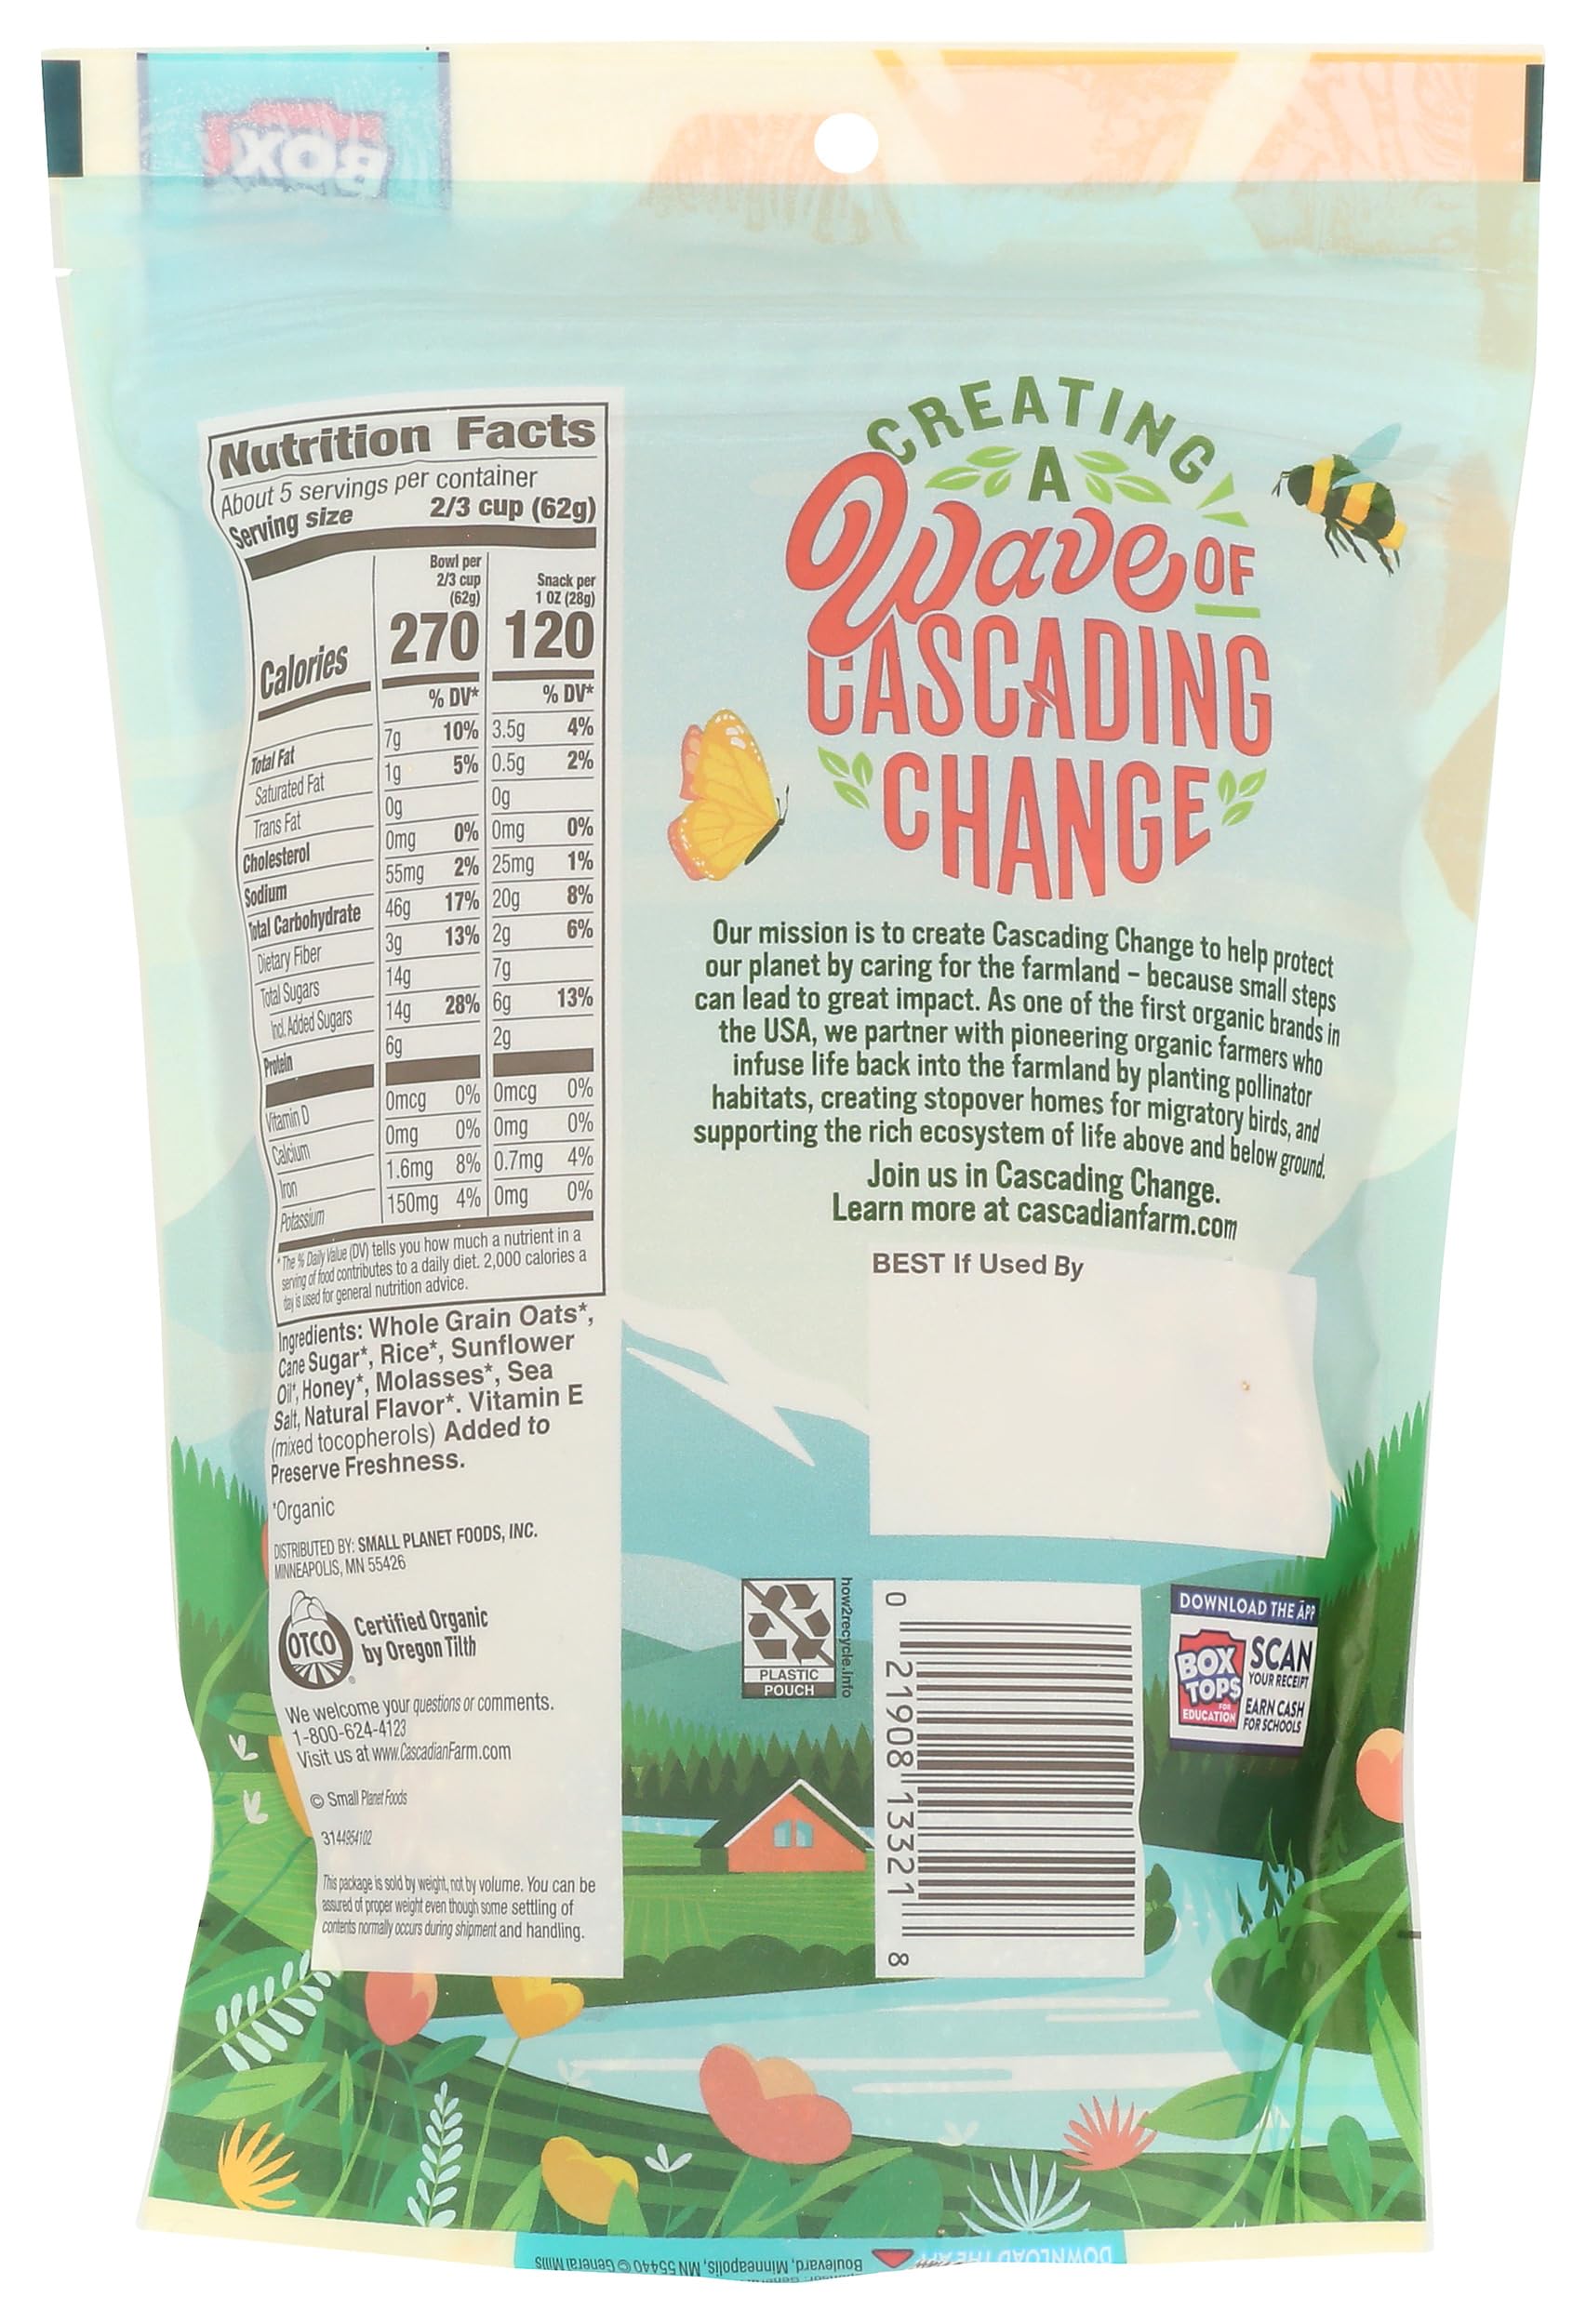 BOX
Nutrition Facts
About 5 servings per container
Serving size 2/3 cup (62g)
Bowl per 2/3 cup (62g) Snack per 1 OZ (28g)
Calories 270 120
% DV* % DV*
Total Fat 7g 10% 3.5g 4%
Saturated Fat 1g 5% 0.5g 2%
Trans Fat 0g 0g
Cholesterol 0mg 0% 0mg 0%
Sodium 55mg 2% 25mg 1%
Total Carbohydrate 46g 17% 20g 8%
Dietary Fiber 3g 13% 2g 6%
Total Sugars 14g 7g
Incl. Added Sugars 14g 28% 6g 13%
Protein 6g 2g
Vitamin D 0mcg 0% 0mcg 0%
Calcium 0mg 0% 0mg 0%
Iron 1.6mg 8% 0.7mg 4%
Potassium 150mg 4% 0mg 0%
*The % Daily Value (DV) tells you how much a nutrient in a
serving of food contributes to a daily diet. 2,000 calories a
day is used for general nutrition advice.
Ingredients: Whole Grain Oats*,
Cane Sugar*, Rice*, Sunflower
Oil*, Honey*, Molasses*, Sea
Salt, Natural Flavor*. Vitamin E
(mixed tocopherols) Added to
Preserve Freshness.
*Organic
DISTRIBUTED BY: SMALL PLANET FOODS, INC.
MINNEAPOLIS, MN 55426
OTCO
Certified Organic
by Oregon Tilth
We welcome your questions or comments.
1-800-624-4123
Visit us at www.CascadianFarm.com
© Small Planet Foods
3144954102
This package is sold by weight, not by volume. You can be
assured of proper weight even though some settling of
contents normally occurs during shipment and handling.
CREATING
A
Wave OF
CASCADING
CHANGE
Our mission is to create Cascading Change to help protect
our planet by caring for the farmland – because small steps
can lead to great impact. As one of the first organic brands in
the USA, we partner with pioneering organic farmers who
infuse life back into the farmland by planting pollinator
habitats, creating stopover homes for migratory birds, and
supporting the rich ecosystem of life above and below ground.
Join us in Cascading Change.
Learn more at cascadianfarm.com
BEST If Used By
PLASTIC
POUCH
how2recycle.info
0 21908 13321 8
DOWNLOAD THE APP
BOX
TOPS
FOR
EDUCATION
SCAN
YOUR RECEIPT
EARN CASH
FOR SCHOOLS
DOWNLOAD THE APP
Boulevard, Minneapolis, MN 55440 © General Mills